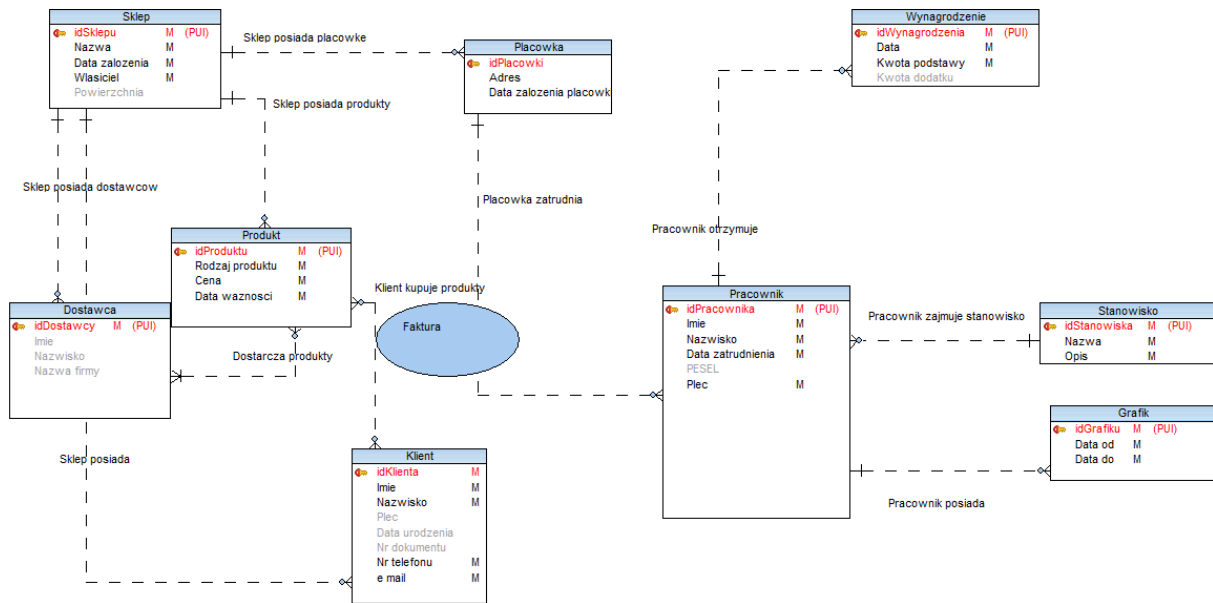 Sklep
idSklepu M (PUI)
Nazwa M
Data zalozenia M
Wlasiciel M
Powierzchnia
Sklep posiada placowke
Placowka
idPlacowki
Adres
Data zalozenia placowki
Wynagrodzenie
idWynagrodzenia M (PUI)
Data M
Kwota podstawy M
Kwota dodatku
Sklep posiada produkty
Sklep posiada dostawcow
Placowka zatrudnia
Pracownik otrzymuje
Produkt
idProduktu M (PUI)
Rodzaj produktu M
Cena M
Data waznosci M
Klient kupuje produkty
Faktura
Dostawca
idDostawcy M (PUI)
Imie
Nazwisko
Nazwa firmy
Dostarcza produkty
Pracownik
idPracownika M (PUI)
Imie M
Nazwisko M
Data zatrudnienia M
PESEL
Plec M
Pracownik zajmuje stanowisko
Stanowisko
idStanowiska M (PUI)
Nazwa M
Opis M
Grafik
idGrafiku M (PUI)
Data od M
Data do M
Pracownik posiada
Sklep posiada
Klient
idKlienta M
Imie M
Nazwisko M
Plec
Data urodzenia
Nr dokumentu
Nr telefonu M
e mail M